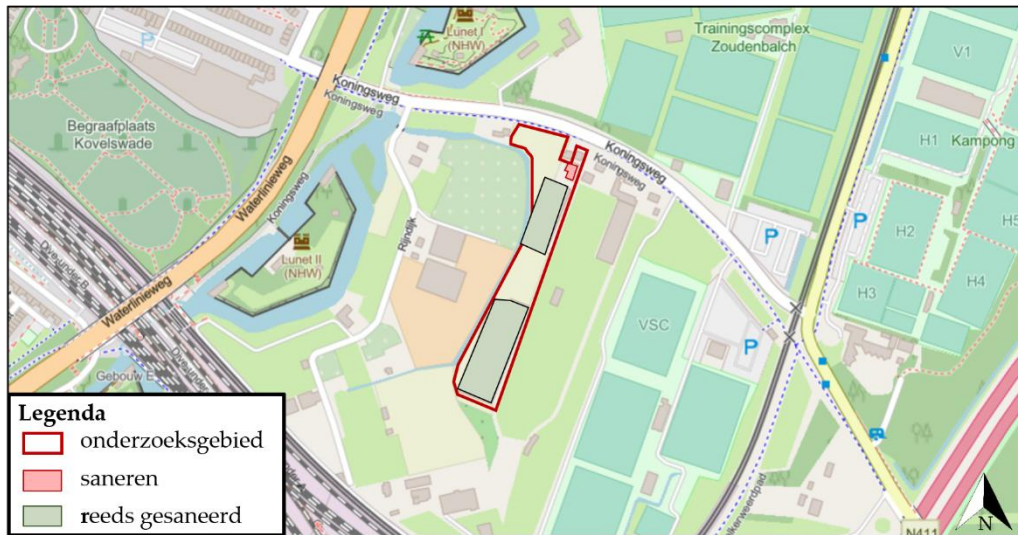 Lunet I
(NHW)
Trainingscomplex
Zoudenbalch
V1
P
Koningsweg
Koningsweg
Begraafplaats
Kovelswade
H1
Kampong
Waterlinieweg
Koningsweg
Koningsweg
Koningsweg
Lunet II
(NHW)
Rijndijk
P
P
H2
H5
H4
H3
Waterlinieweg
VSC
P
Gebouw E
Legenda
onderzoeksgebied
saneren
reeds gesaneerd
N411
N